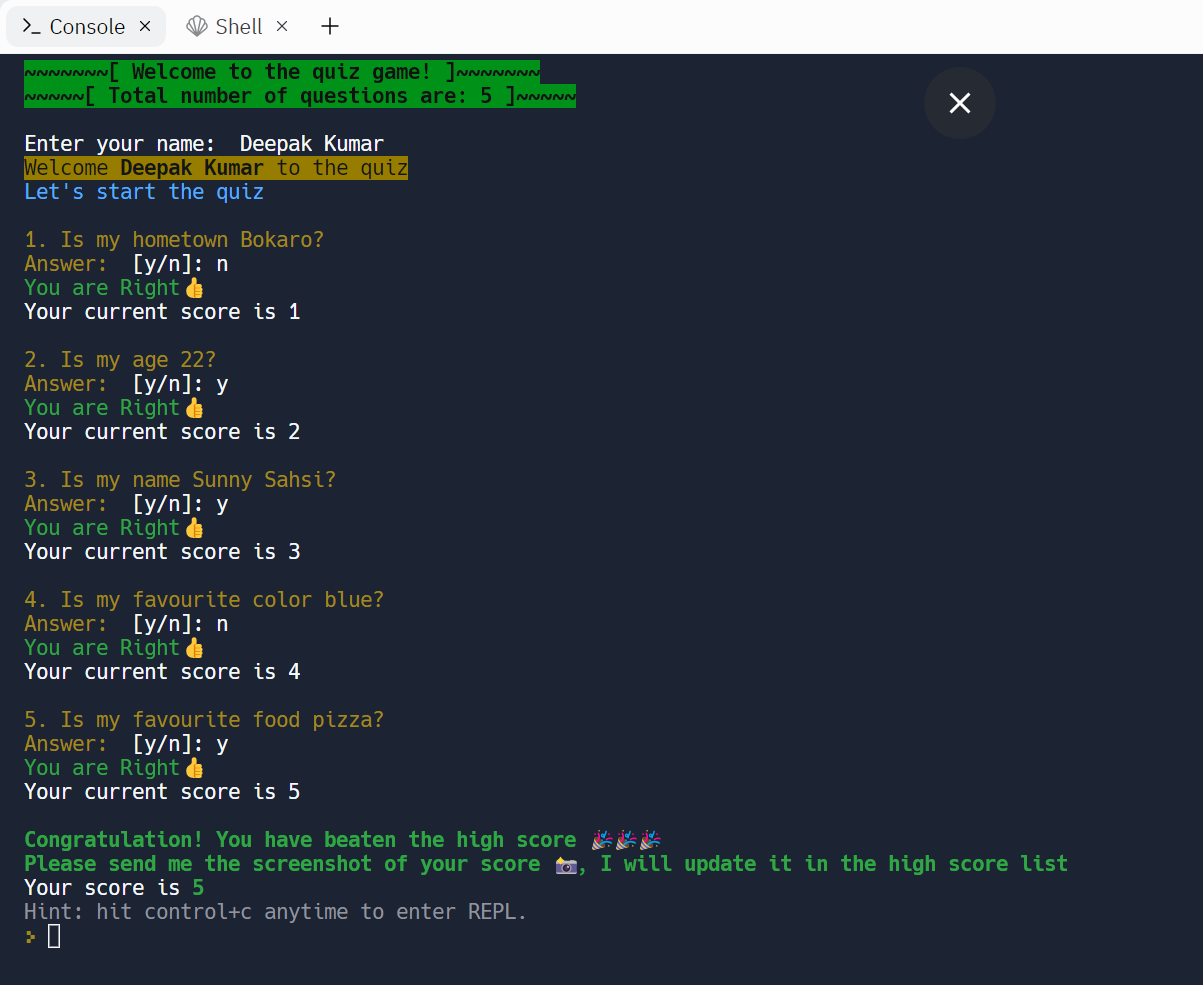 Console
Shell
~~~~~~~[ Welcome to the quiz game! ]~~~~~~~
~~~~~[ Total number of questions are: 5 ]~~~~~
Enter your name:  Deepak Kumar
Welcome Deepak Kumar to the quiz
Let's start the quiz
1. Is my hometown Bokaro?
Answer:  [y/n]: n
You are Right👍
Your current score is 1
2. Is my age 22?
Answer:  [y/n]: y
You are Right👍
Your current score is 2
3. Is my name Sunny Sahsi?
Answer:  [y/n]: y
You are Right👍
Your current score is 3
4. Is my favourite color blue?
Answer:  [y/n]: n
You are Right👍
Your current score is 4
5. Is my favourite food pizza?
Answer:  [y/n]: y
You are Right👍
Your current score is 5
Congratulation! You have beaten the high score 🎉🎉🎉
Please send me the screenshot of your score 📸, I will update it in the high score list
Your score is 5
Hint: hit control+c anytime to enter REPL.